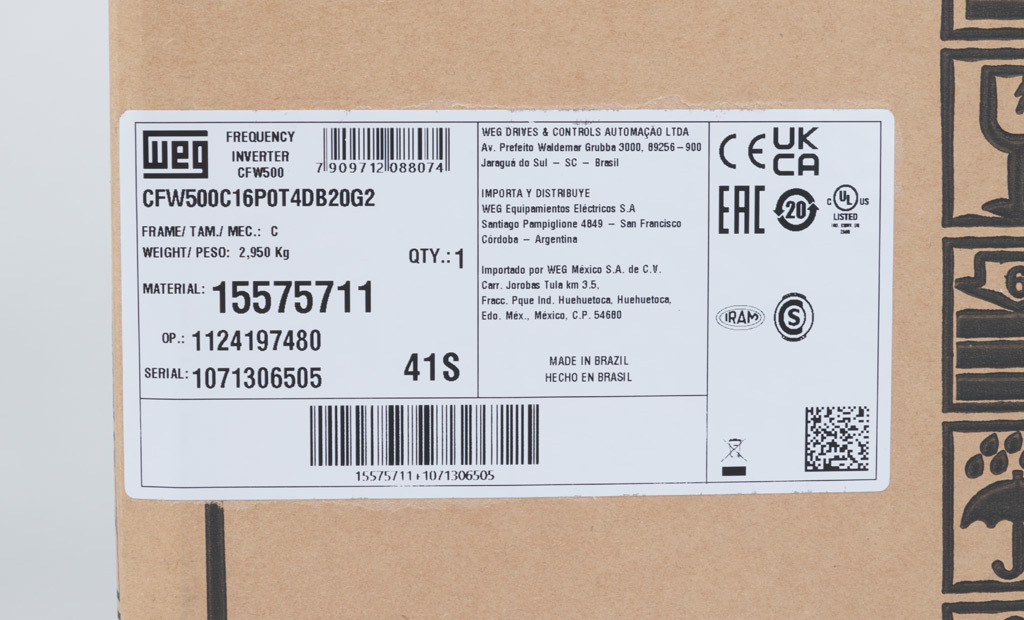 weg
FREQUENCY
INVERTER
CFW500
7 909712 088074
CFW500C16P0T4DB20G2
FRAME/ TAM./ MEC.: C
WEIGHT/ PESO: 2,950 Kg
QTY.: 1
MATERIAL: 15575711
OP.: 1124197480
SERIAL: 1071306505
41S
WEG DRIVES & CONTROLS AUTOMAÇÃO LTDA
Av. Prefeito Waldemar Grubba 3000, 89256-900
Jaraguá do Sul - SC - Brasil
IMPORTA Y DISTRIBUYE
WEG Equipamientos Eléctricos S.A
Santiago Pampiglione 4849 - San Francisco
Córdoba - Argentina
Importado por WEG México S.A. de C.V.
Carr. Jorobas Tula km 3.5,
Fracc. Pque Ind. Huehuetoca, Huehuetoca,
Edo. Méx., México, C.P. 54680
MADE IN BRAZIL
HECHO EN BRASIL
CE UK
CA
EAC 20 C UL US
LISTED
IRAM S
15575711+1071306505
6